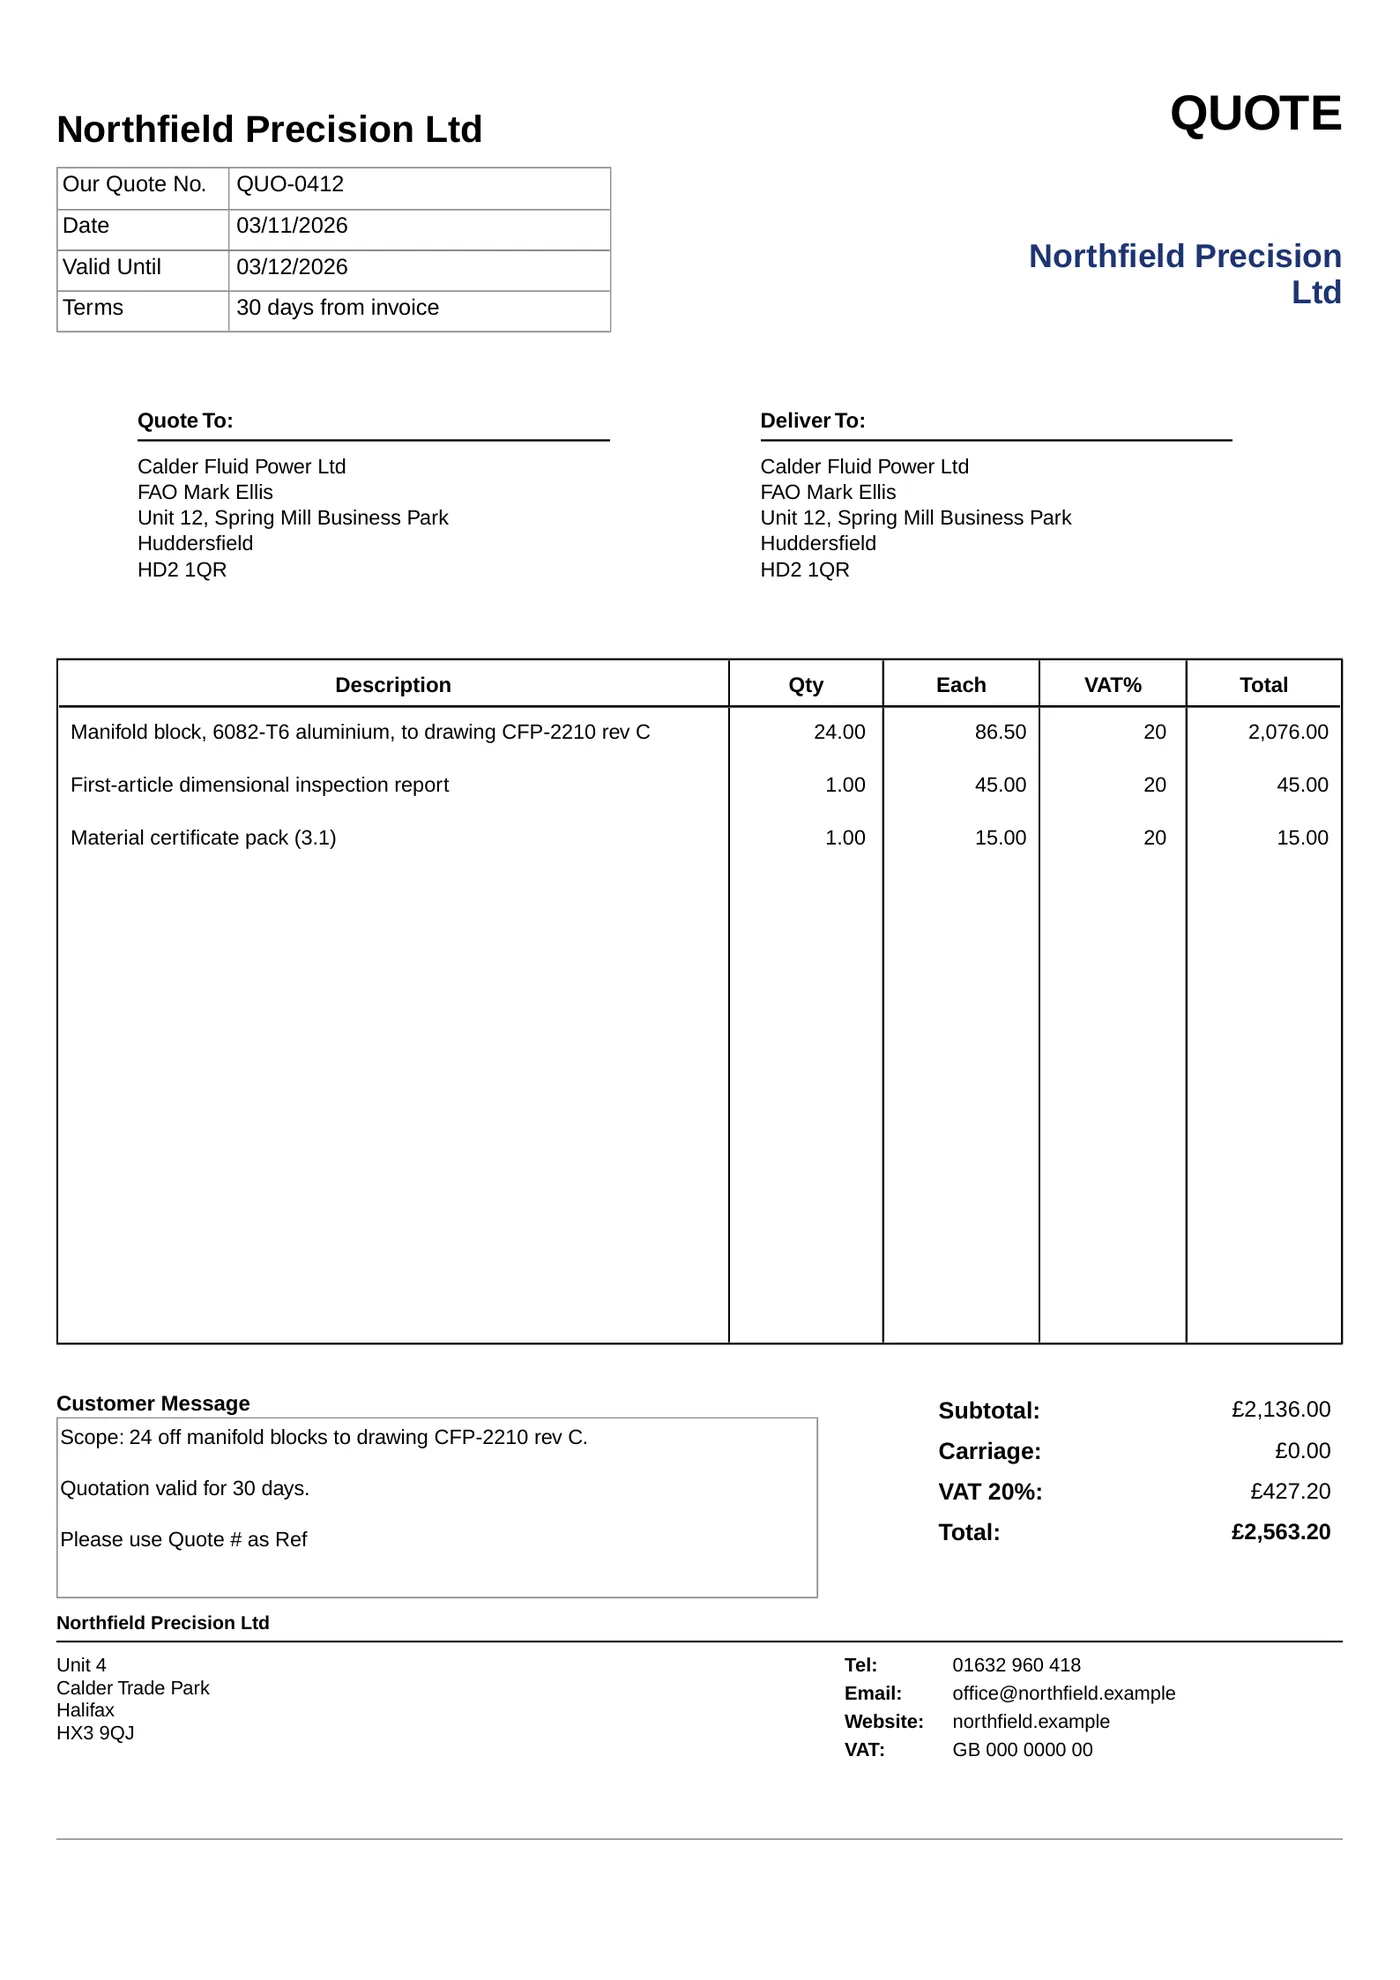 QUOTE
Northfield Precision Ltd
Our Quote No. QUO-0412
Date 03/11/2026
Valid Until 03/12/2026
Terms 30 days from invoice
Northfield Precision
Ltd
Quote To:
Calder Fluid Power Ltd
FAO Mark Ellis
Unit 12, Spring Mill Business Park
Huddersfield
HD2 1QR
Deliver To:
Calder Fluid Power Ltd
FAO Mark Ellis
Unit 12, Spring Mill Business Park
Huddersfield
HD2 1QR
Description Qty Each VAT% Total
Manifold block, 6082-T6 aluminium, to drawing CFP-2210 rev C 24.00 86.50 20 2,076.00
First-article dimensional inspection report 1.00 45.00 20 45.00
Material certificate pack (3.1) 1.00 15.00 20 15.00
Customer Message
Scope: 24 off manifold blocks to drawing CFP-2210 rev C.
Quotation valid for 30 days.
Please use Quote # as Ref
Subtotal: £2,136.00
Carriage: £0.00
VAT 20%: £427.20
Total: £2,563.20
Northfield Precision Ltd
Unit 4
Calder Trade Park
Halifax
HX3 9QJ
Tel: 01632 960 418
Email: office@northfield.example
Website: northfield.example
VAT: GB 000 0000 00